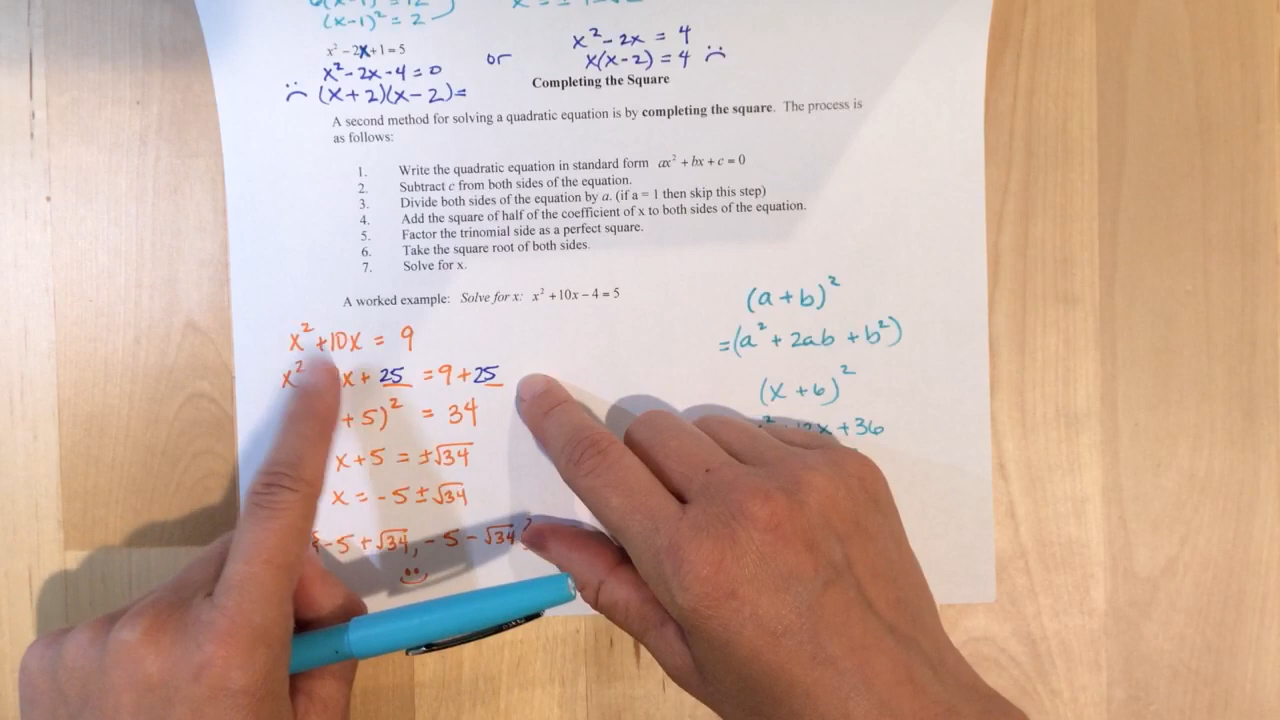 (x-1)² = 2
x² - 2x + 1 = 5
x² - 2x - 4 = 0
(x + 2)(x - 2) =
or
x² - 2x = 4
x(x - 2) = 4
Completing the Square
A second method for solving a quadratic equation is by completing the square. The process is
as follows:
1. Write the quadratic equation in standard form ax² + bx + c = 0
2. Subtract c from both sides of the equation.
3. Divide both sides of the equation by a. (if a = 1 then skip this step)
4. Add the square of half of the coefficient of x to both sides of the equation.
5. Factor the trinomial side as a perfect square.
6. Take the square root of both sides.
7. Solve for x.
A worked example: Solve for x: x² + 10x - 4 = 5
x² + 10x = 9
x² x + 25 = 9 + 25
+ 5)² = 34
x + 5 = ±√34
x = -5 ± √34
{-5 + √34, -5 - √34}
(a + b)²
= (a² + 2ab + b²)
(x + 6)²
x + 36